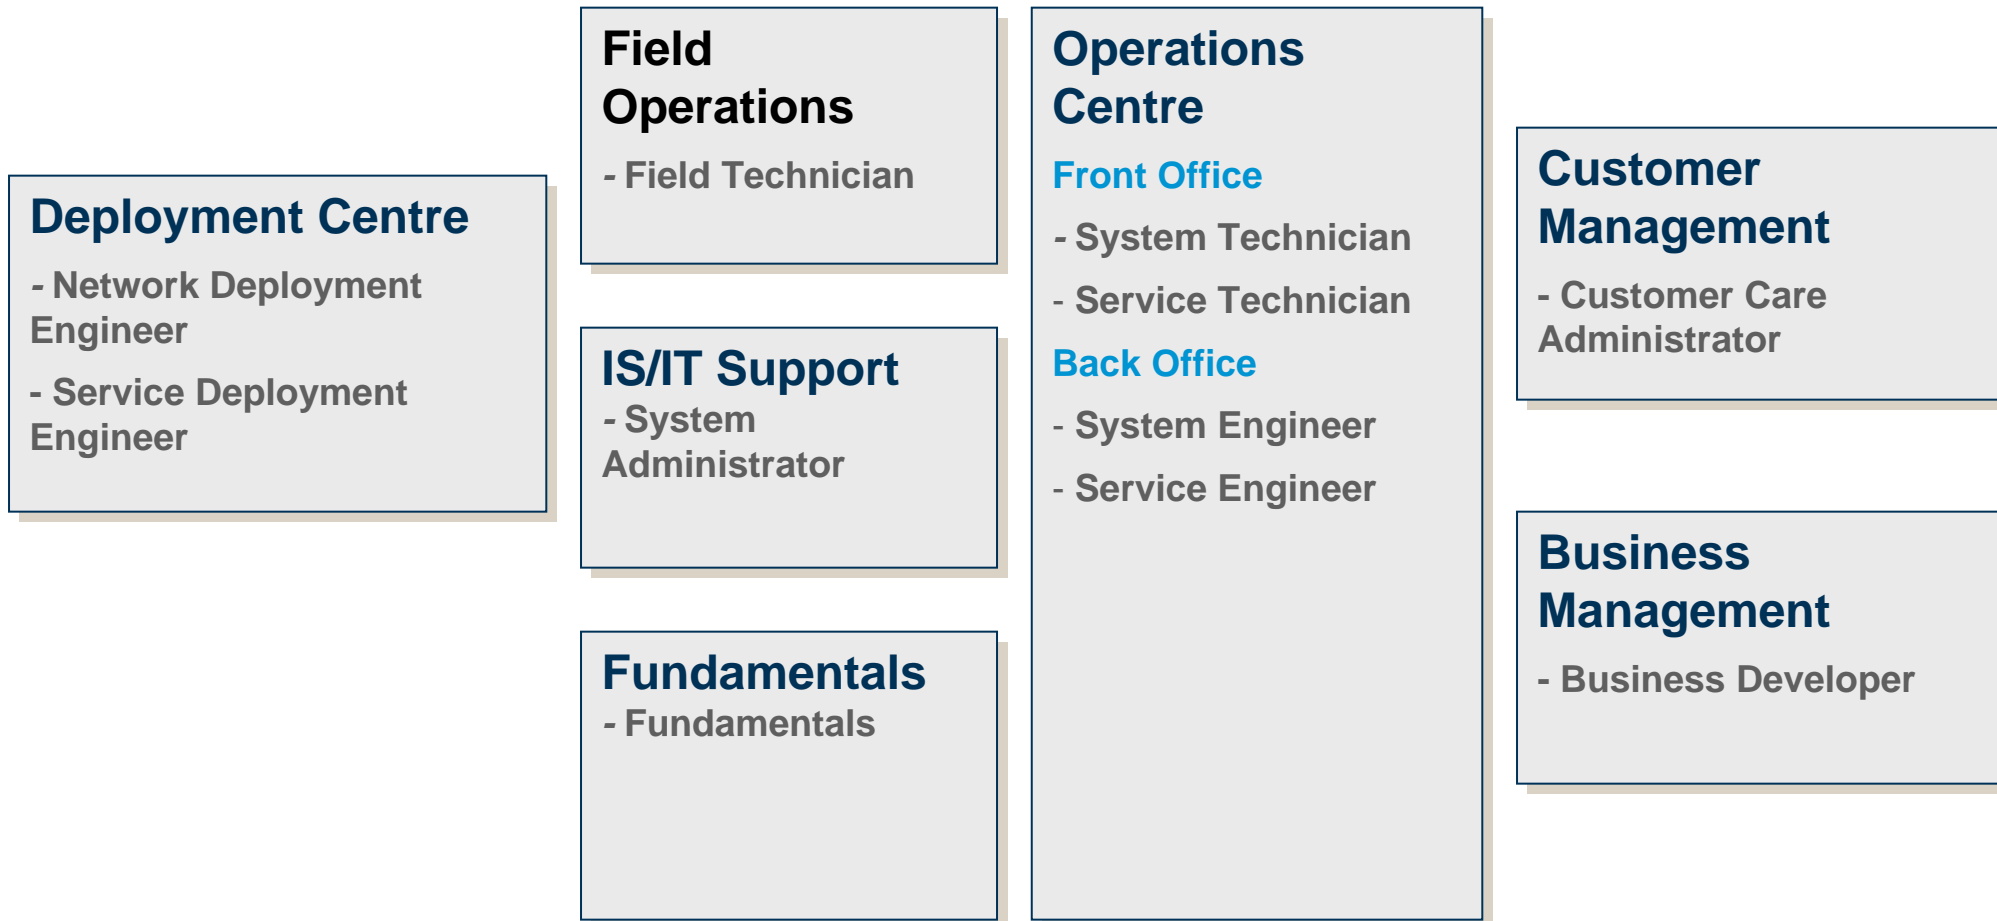 Deployment Centre
- Network Deployment
Engineer
- Service Deployment
Engineer
Field
Operations
- Field Technician
IS/IT Support
- System
Administrator
Fundamentals
- Fundamentals
Operations
Centre
Front Office
- System Technician
- Service Technician
Back Office
- System Engineer
- Service Engineer
Customer
Management
- Customer Care
Administrator
Business
Management
- Business Developer